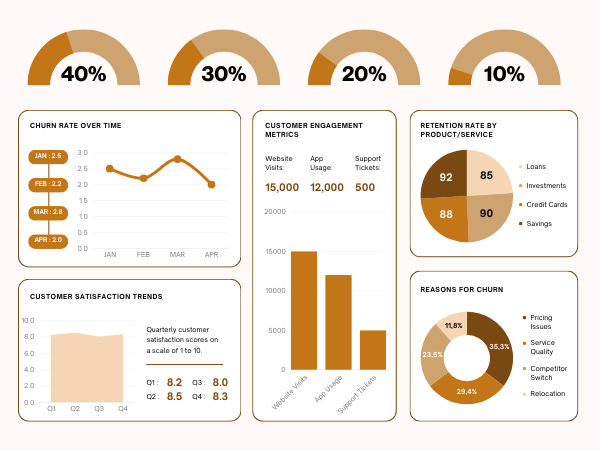 40%
30%
20%
10%
CHURN RATE OVER TIME
JAN : 2.5
FEB : 2.2
MAR : 2.8
APR : 2.0
3.0
2.5
2.0
1.5
1.0
0.5
0.0
JAN FEB MAR APR
CUSTOMER SATISFACTION TRENDS
10.0
8.0
6.0
4.0
2.0
0.0
Q1 Q2 Q3 Q4
Quarterly customer
satisfaction scores on
a scale of 1 to 10.
Q1 : 8.2 Q3 : 8.0
Q2 : 8.5 Q4 : 8.3
CUSTOMER ENGAGEMENT
METRICS
Website Visits:
App Usage:
Support Tickets:
15,000 12,000 500
20000
15000
10000
5000
0
Website Visits
App Usage
Support Tickets
RETENTION RATE BY
PRODUCT/SERVICE
92
85
88
90
Loans
Investments
Credit Cards
Savings
REASONS FOR CHURN
11,8%
35,3%
23,5%
29,4%
Pricing
Issues
Service
Quality
Competitor
Switch
Relocation